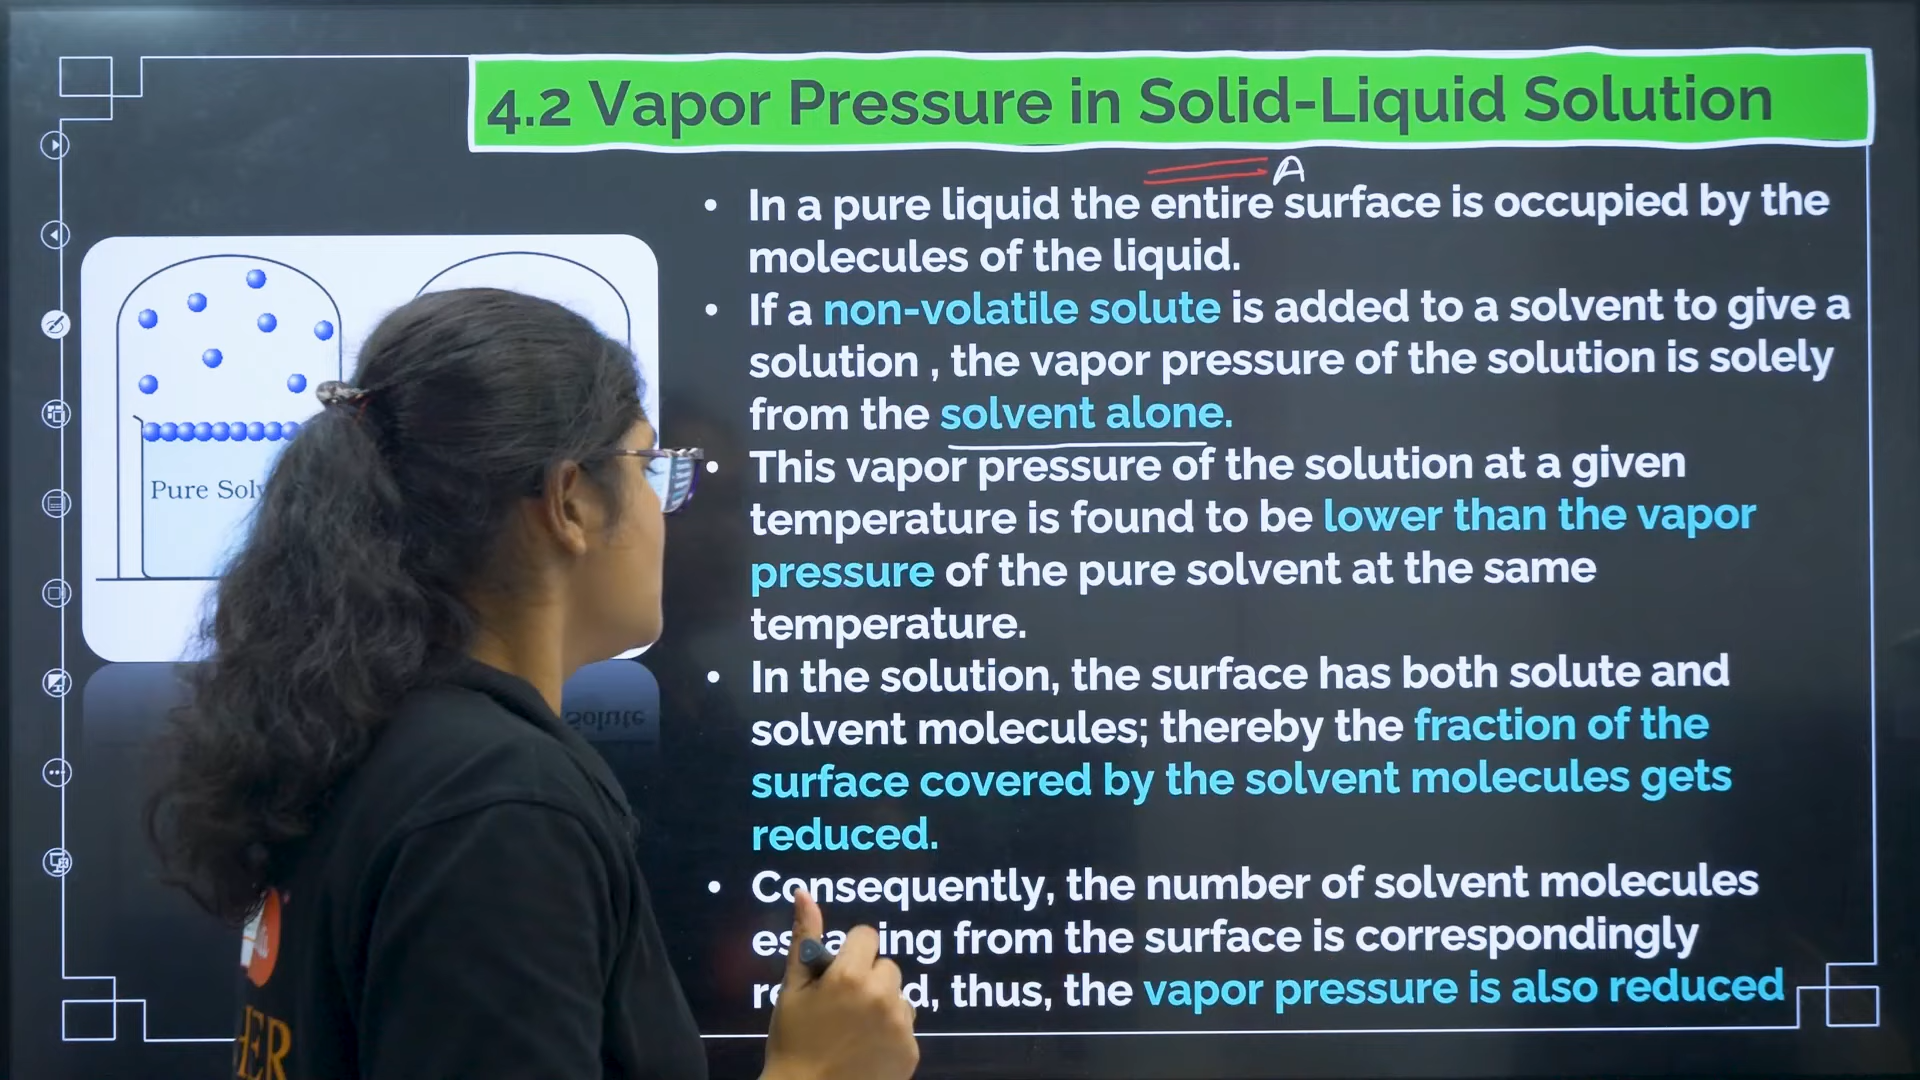 4.2 Vapor Pressure in Solid-Liquid Solution
A
• In a pure liquid the entire surface is occupied by the
molecules of the liquid.
• If a non-volatile solute is added to a solvent to give a
solution , the vapor pressure of the solution is solely
from the solvent alone.
• This vapor pressure of the solution at a given
temperature is found to be lower than the vapor
pressure of the pure solvent at the same
temperature.
• In the solution, the surface has both solute and
solvent molecules; thereby the fraction of the
surface covered by the solvent molecules gets
reduced.
• Consequently, the number of solvent molecules
from the surface is correspondingly
thus, the vapor pressure is also reduced
Pure
Solute